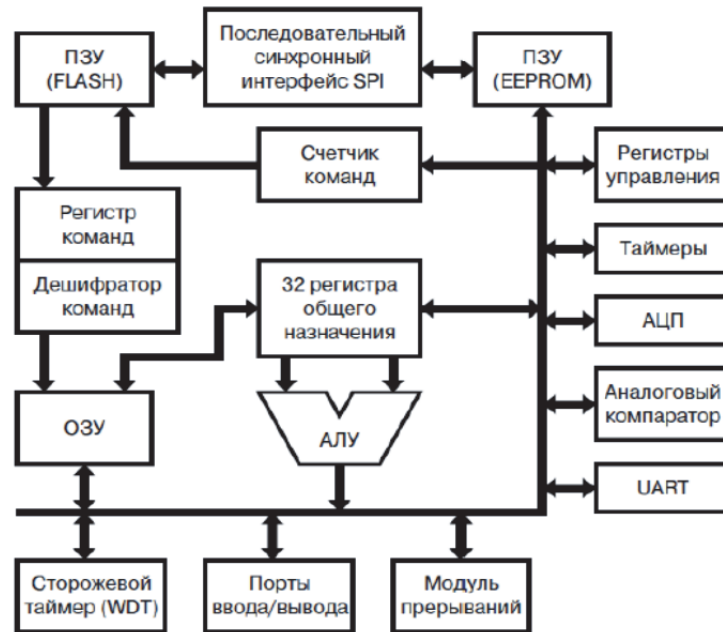 ПЗУ
(FLASH)
Последовательный
синхронный
интерфейс SPI
ПЗУ
(EEPROM)
Счетчик
команд
Регистры
управления
Регистр
команд
Дешифратор
команд
32 регистра
общего
назначения
Таймеры
АЦП
Аналоговый
компаратор
UART
ОЗУ
АЛУ
Сторожевой
таймер (WDT)
Порты
ввода/вывода
Модуль
прерываний